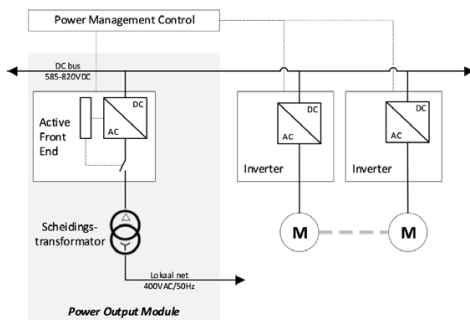 Power Management Control
DC bus
585-820VDC
DC
AC
Active
Front
End
DC
AC
Inverter
DC
AC
Inverter
Scheidings-
transformator
M
M
Lokaal net
400VAC/50Hz
Power Output Module